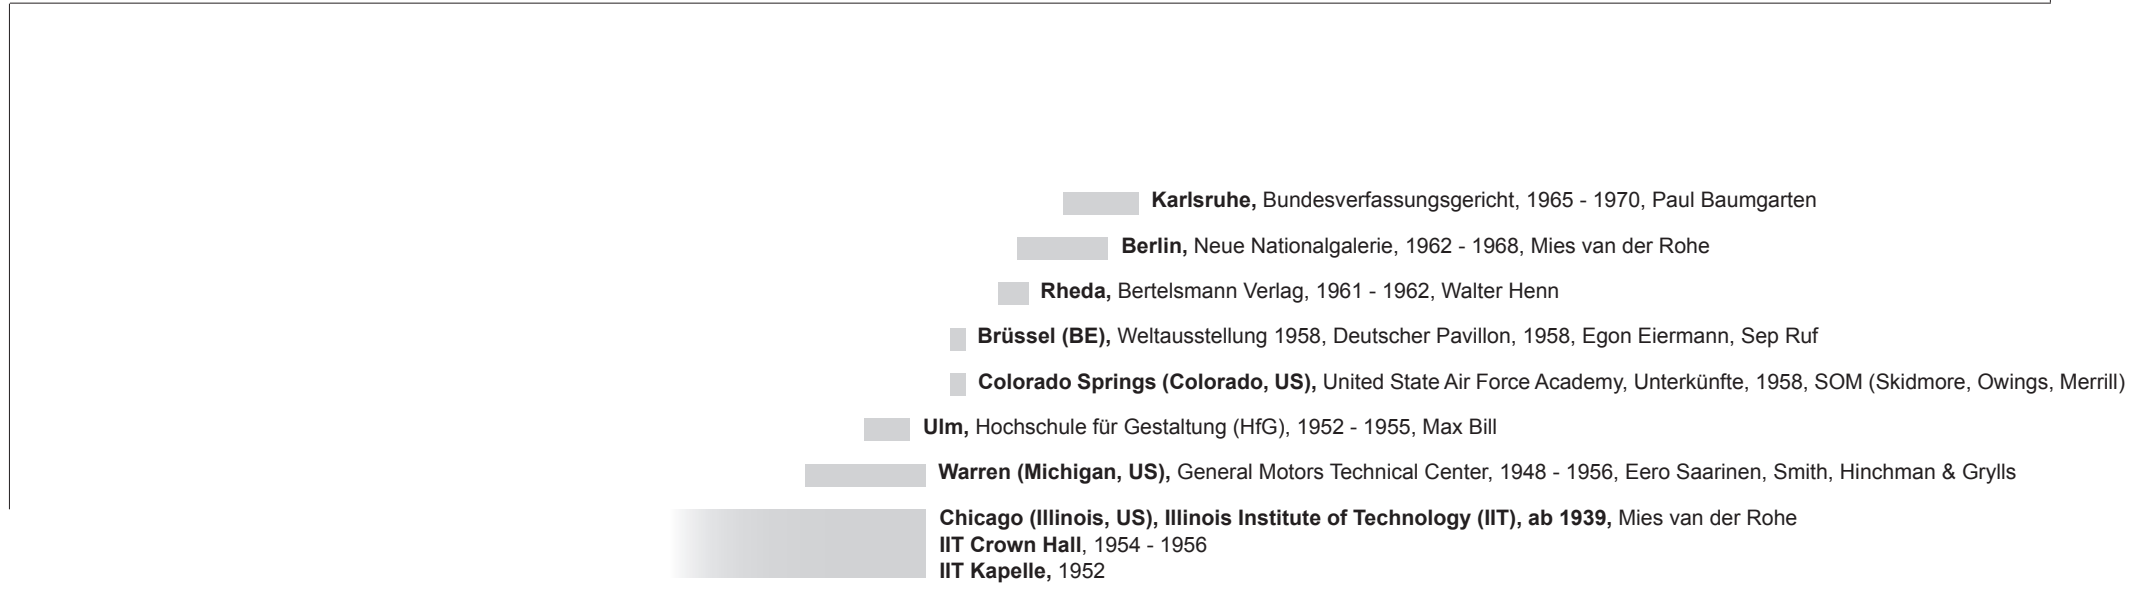 Karlsruhe, Bundesverfassungsgericht, 1965 - 1970, Paul Baumgarten
Berlin, Neue Nationalgalerie, 1962 - 1968, Mies van der Rohe
Rheda, Bertelsmann Verlag, 1961 - 1962, Walter Henn
Brüssel (BE), Weltausstellung 1958, Deutscher Pavillon, 1958, Egon Eiermann, Sep Ruf
Colorado Springs (Colorado, US), United State Air Force Academy, Unterkünfte, 1958, SOM (Skidmore, Owings, Merrill)
Ulm, Hochschule für Gestaltung (HfG), 1952 - 1955, Max Bill
Warren (Michigan, US), General Motors Technical Center, 1948 - 1956, Eero Saarinen, Smith, Hinchman & Grylls
Chicago (Illinois, US), Illinois Institute of Technology (IIT), ab 1939, Mies van der Rohe
IIT Crown Hall, 1954 - 1956
IIT Kapelle, 1952